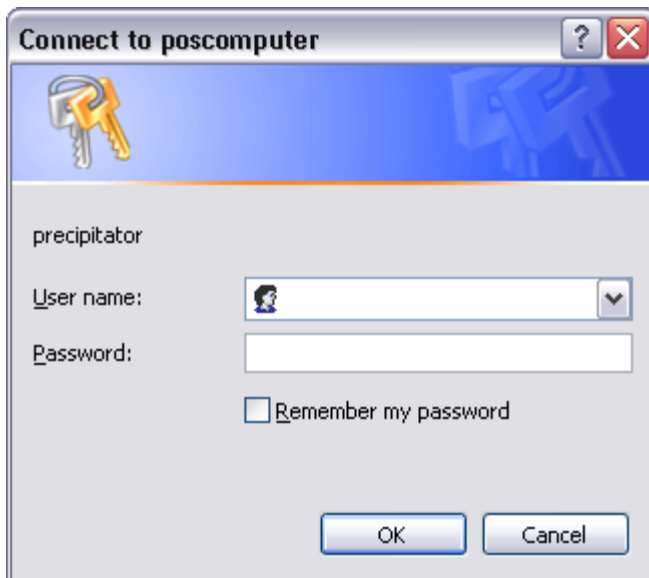 Connect to poscomputer
precipitator
User name:
Password:
Remember my password
OK Cancel